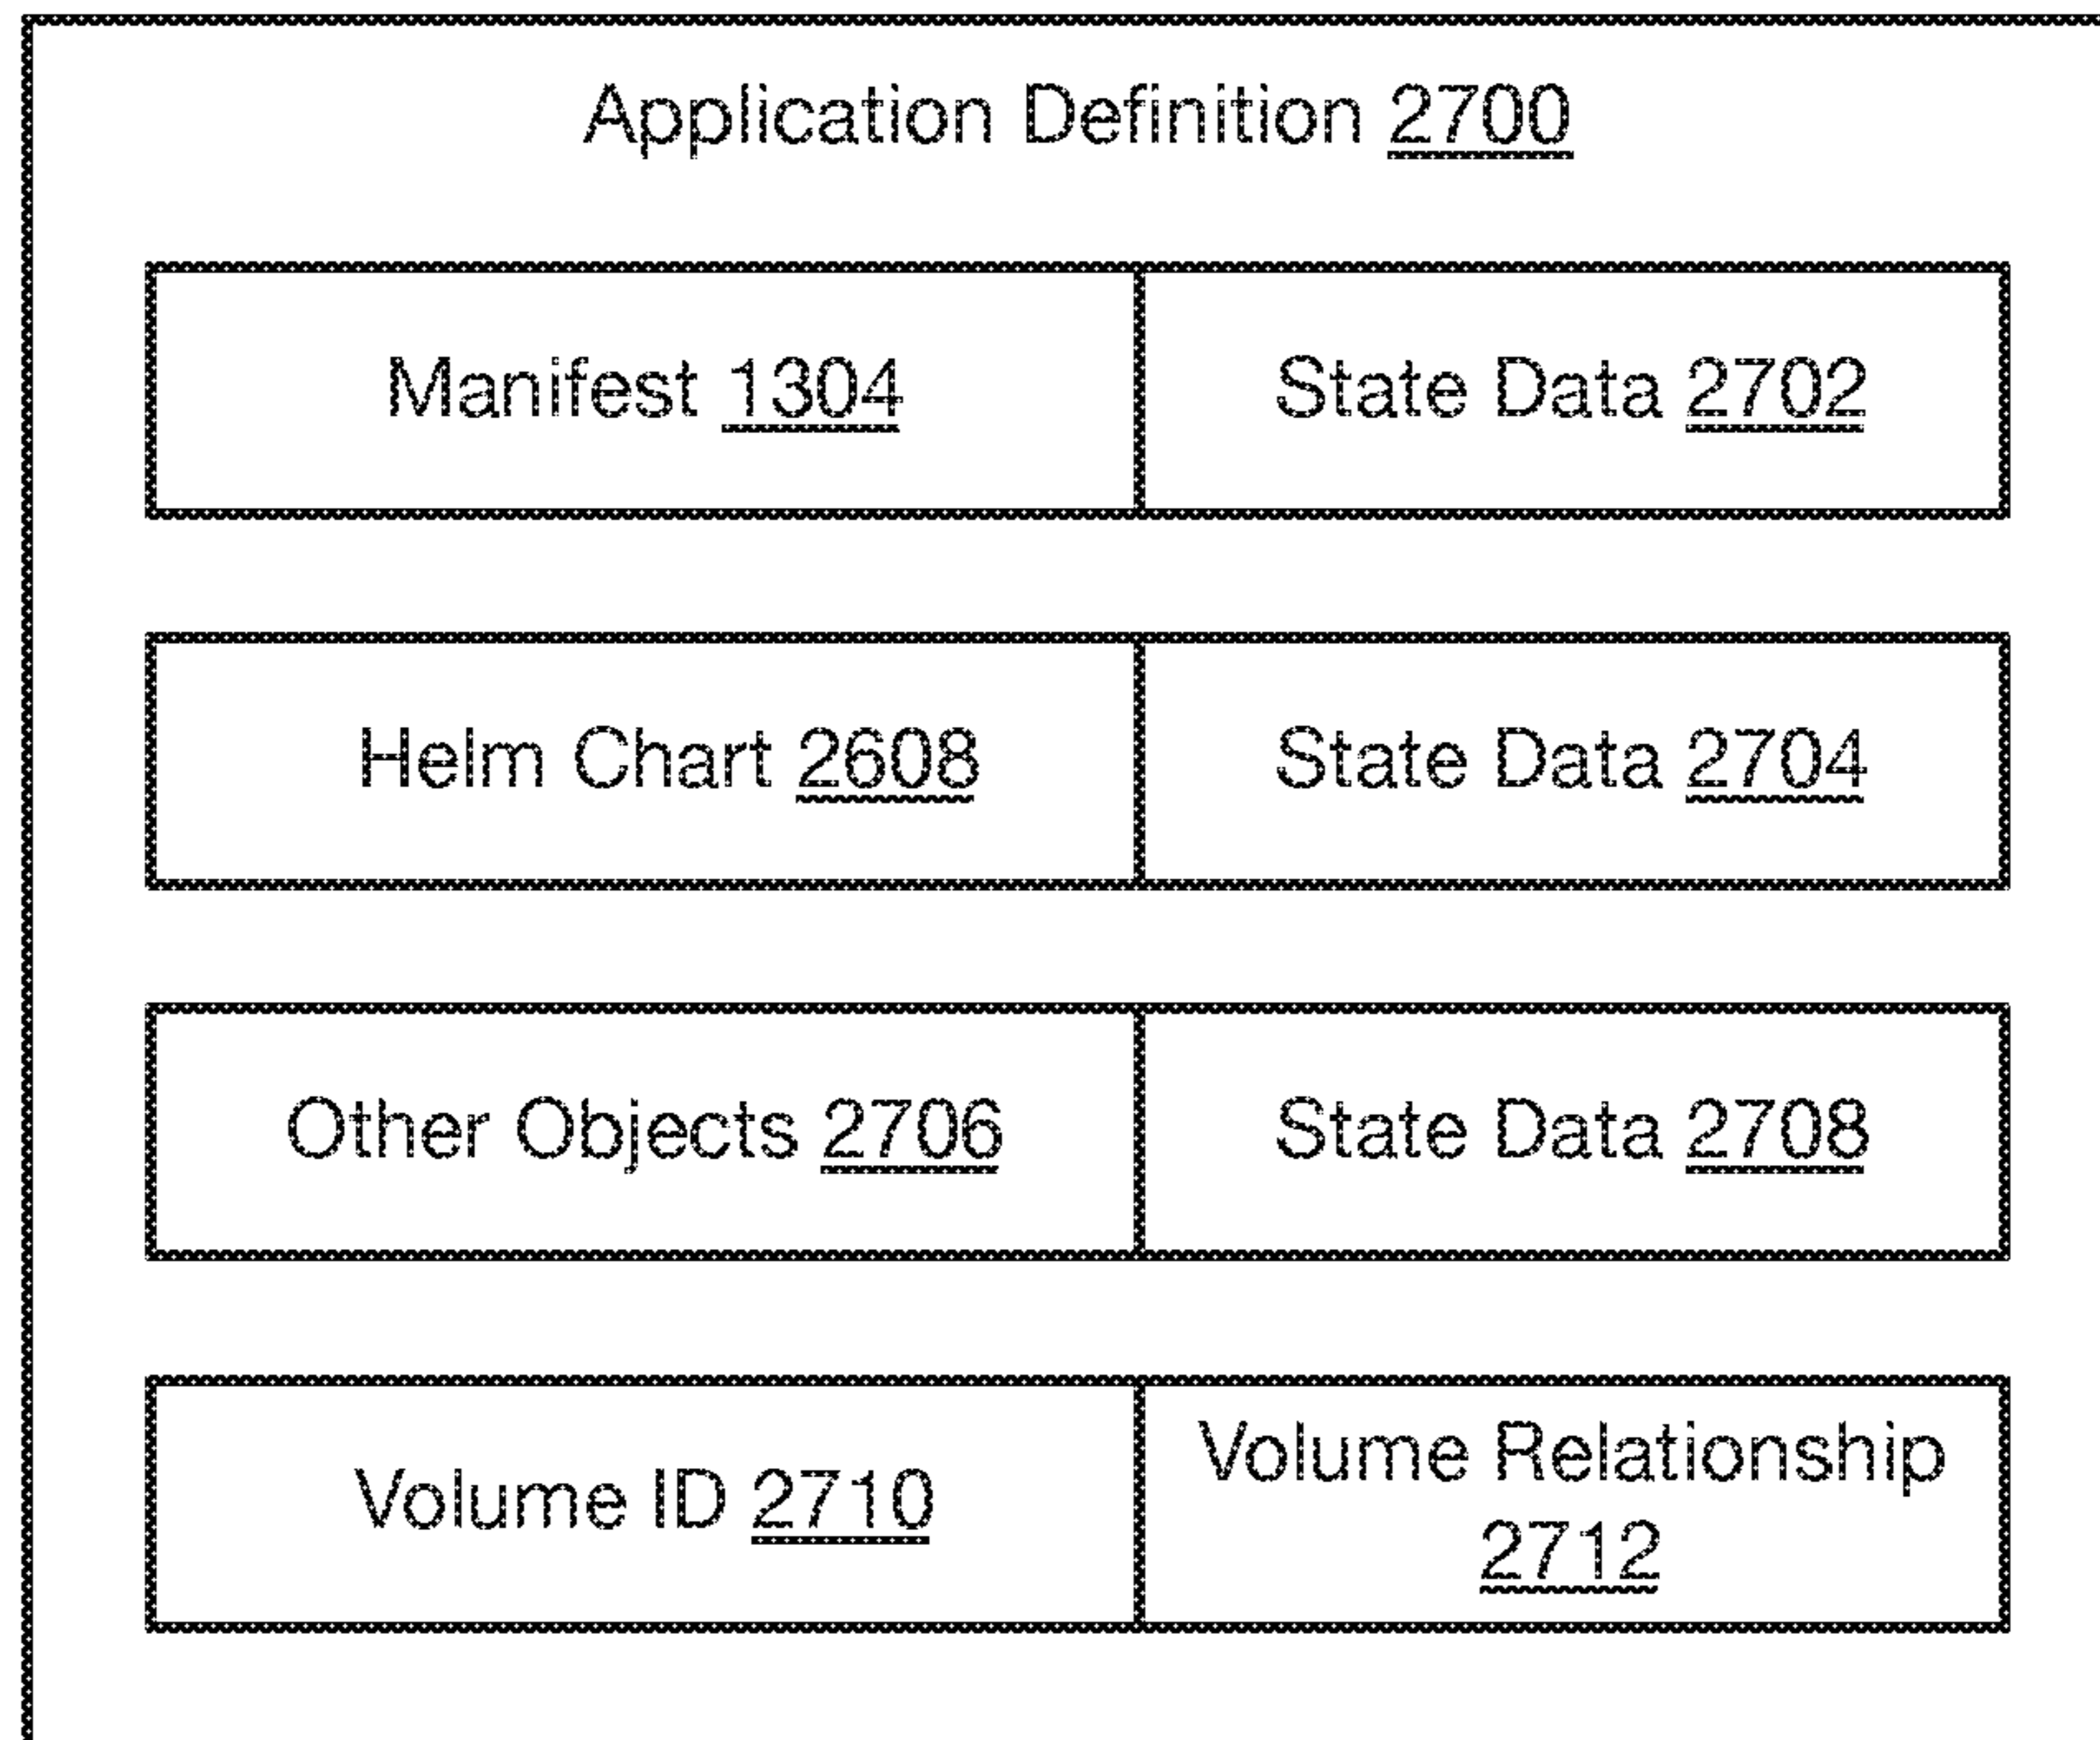 Application Definition 2700
Manifest 1304
State Data 2702
Helm Chart 2608
State Data 2704
Other Objects 2706
State Data 2708
Volume ID 2710
Volume Relationship
2712